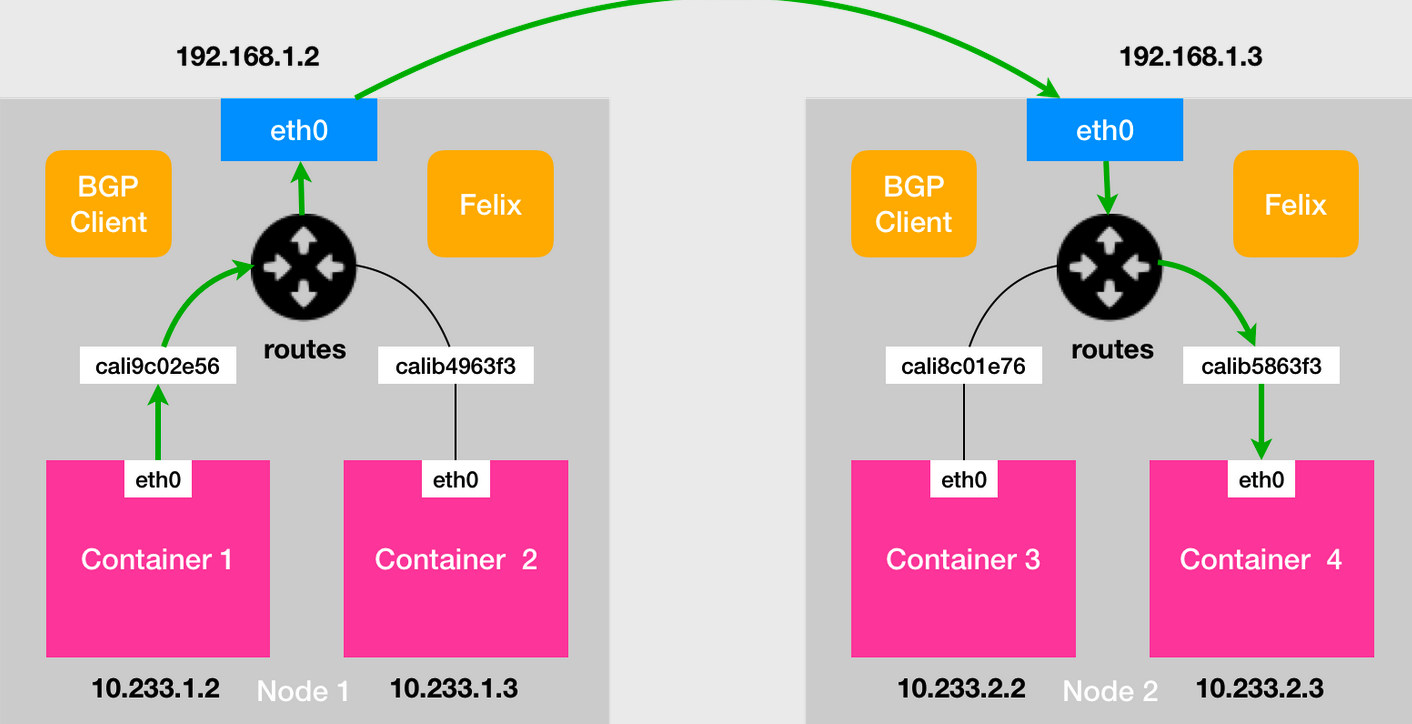 192.168.1.2
192.168.1.3
eth0
BGP
Client
Felix
routes
cali9c02e56
calib4963f3
eth0
Container 1
eth0
Container 2
10.233.1.2
Node 1
10.233.1.3
eth0
BGP
Client
Felix
routes
cali8c01e76
calib5863f3
eth0
Container 3
eth0
Container 4
10.233.2.2
Node 2
10.233.2.3